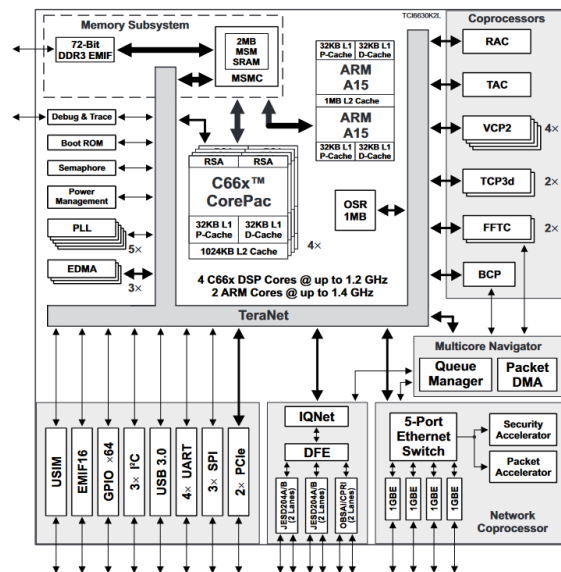 TCI6630K2L
Memory Subsystem
72-Bit
DDR3 EMIF
2MB
MSM
SRAM
MSMC
32KB L1
P-Cache
32KB L1
D-Cache
ARM
A15
1MB L2 Cache
ARM
A15
32KB L1
P-Cache
32KB L1
D-Cache
Coprocessors
RAC
TAC
VCP2
4×
TCP3d
2×
FFTC
2×
BCP
Debug & Trace
Boot ROM
Semaphore
Power
Management
PLL
5×
EDMA
3×
RSA
RSA
C66x™
CorePac
32KB L1
P-Cache
32KB L1
D-Cache
1024KB L2 Cache
4×
OSR
1MB
4 C66x DSP Cores @ up to 1.2 GHz
2 ARM Cores @ up to 1.4 GHz
TeraNet
Multicore Navigator
Queue
Manager
Packet
DMA
USIM
EMIF16
GPIO ×64
3× I²C
USB 3.0
4× UART
3× SPI
2× PCIe
IQNet
DFE
JESD204A/B
(2 Lanes)
JESD204A/B
(2 Lanes)
OBSAI/CPRI
(2 Lanes)
5-Port
Ethernet
Switch
Security
Accelerator
Packet
Accelerator
1GBE
1GBE
1GBE
1GBE
Network
Coprocessor